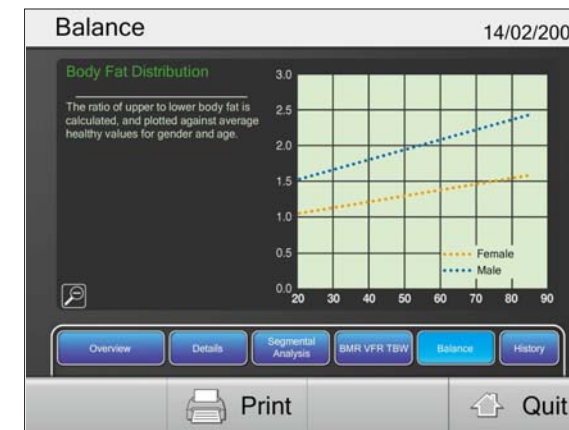 Balance
14/02/200
Body Fat Distribution
The ratio of upper to lower body fat is
calculated, and plotted against average
healthy values for gender and age.
3.0
2.5
2.0
1.5
1.0
0.5
0.0
20 30 40 50 60 70 80 90
Female
Male
Overview
Details
Segmental
Analysis
BMR VFR TBW
Balance
History
Print
Quit